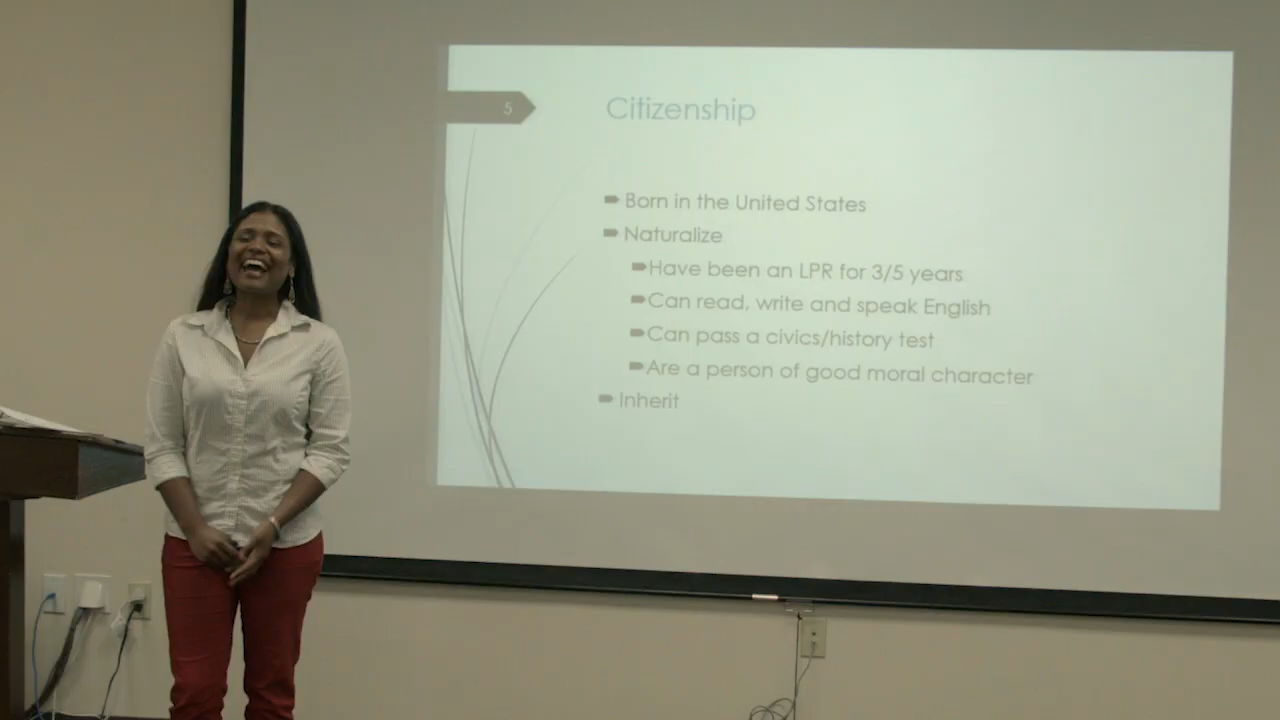 5
Citizenship
Born in the United States
Naturalize
Have been an LPR for 3/5 years
Can read, write and speak English
Can pass a civics/history test
Are a person of good moral character
Inherit